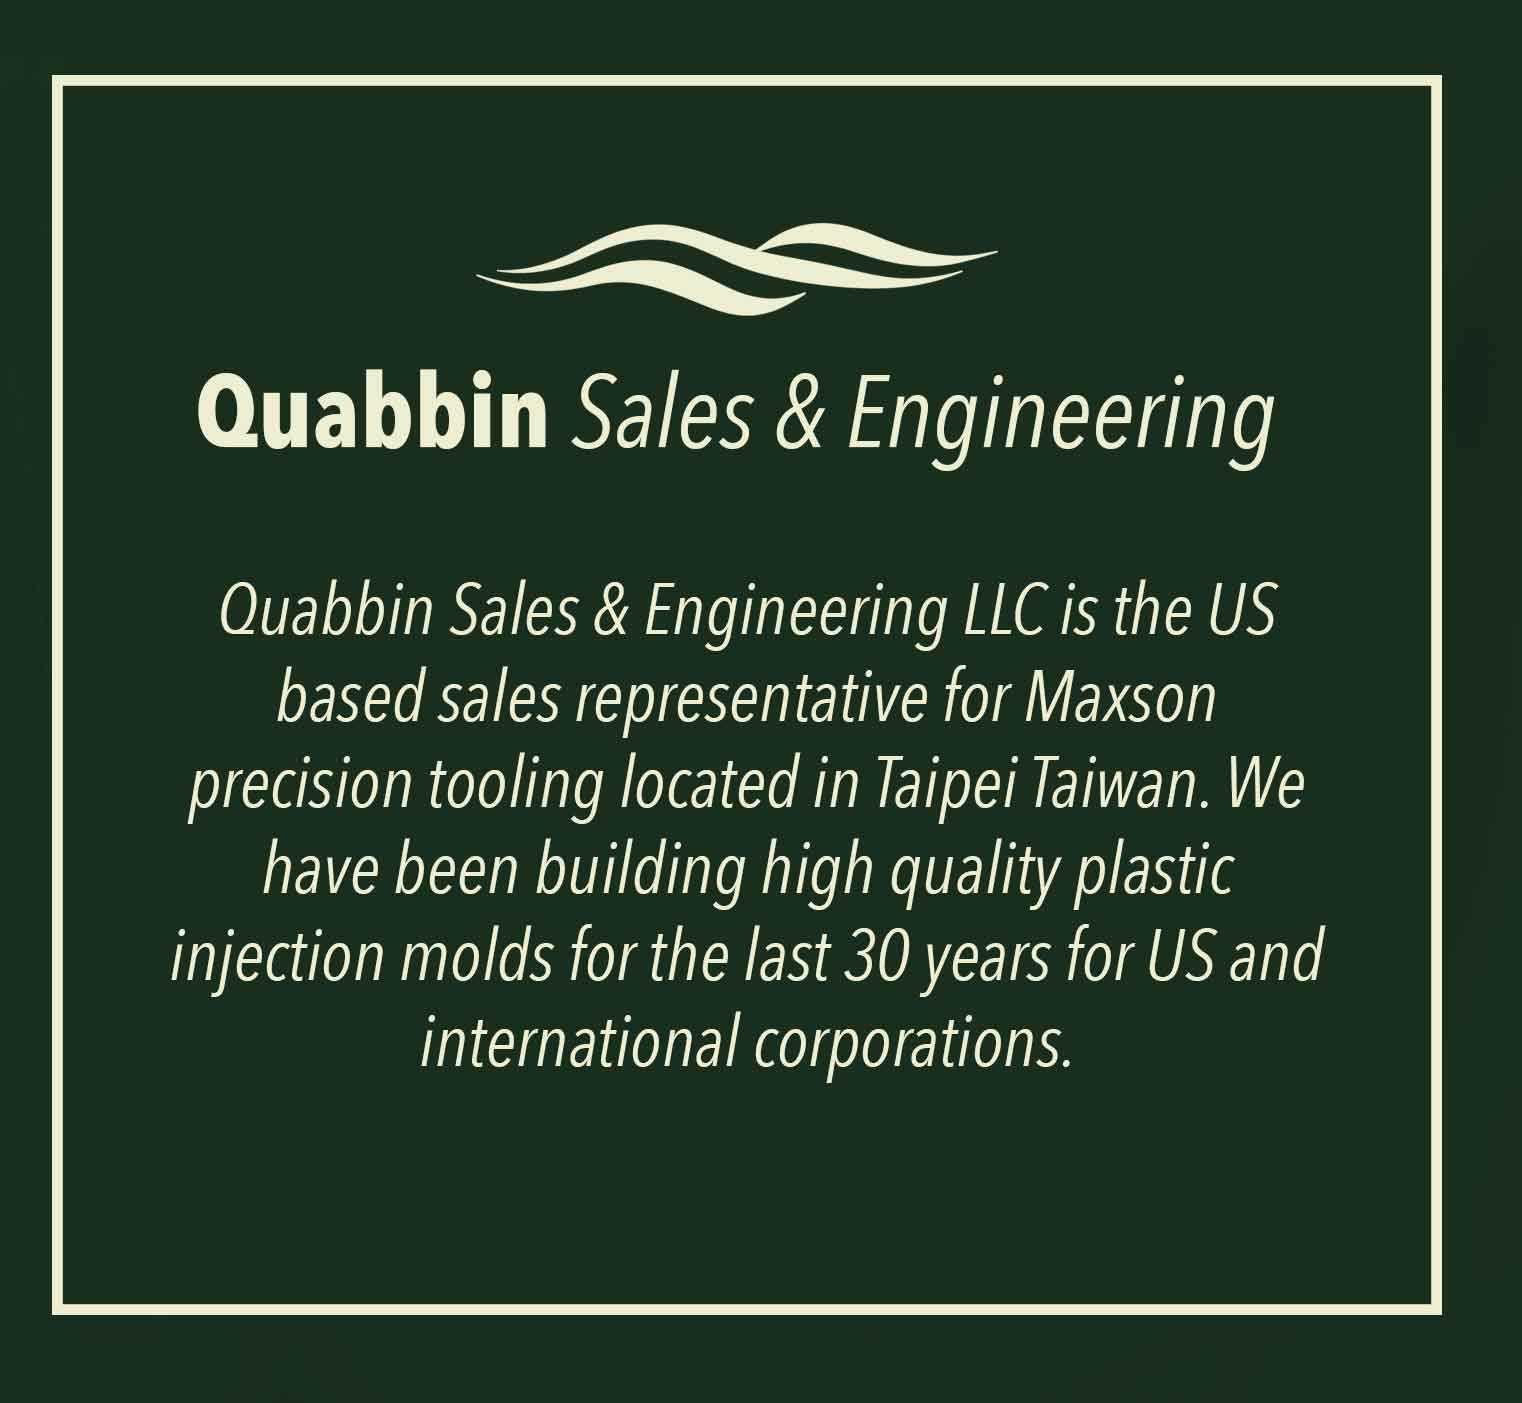 Quabbin Sales & Engineering
Quabbin Sales & Engineering LLC is the US
based sales representative for Maxson
precision tooling located in Taipei Taiwan. We
have been building high quality plastic
injection molds for the last 30 years for US and
international corporations.